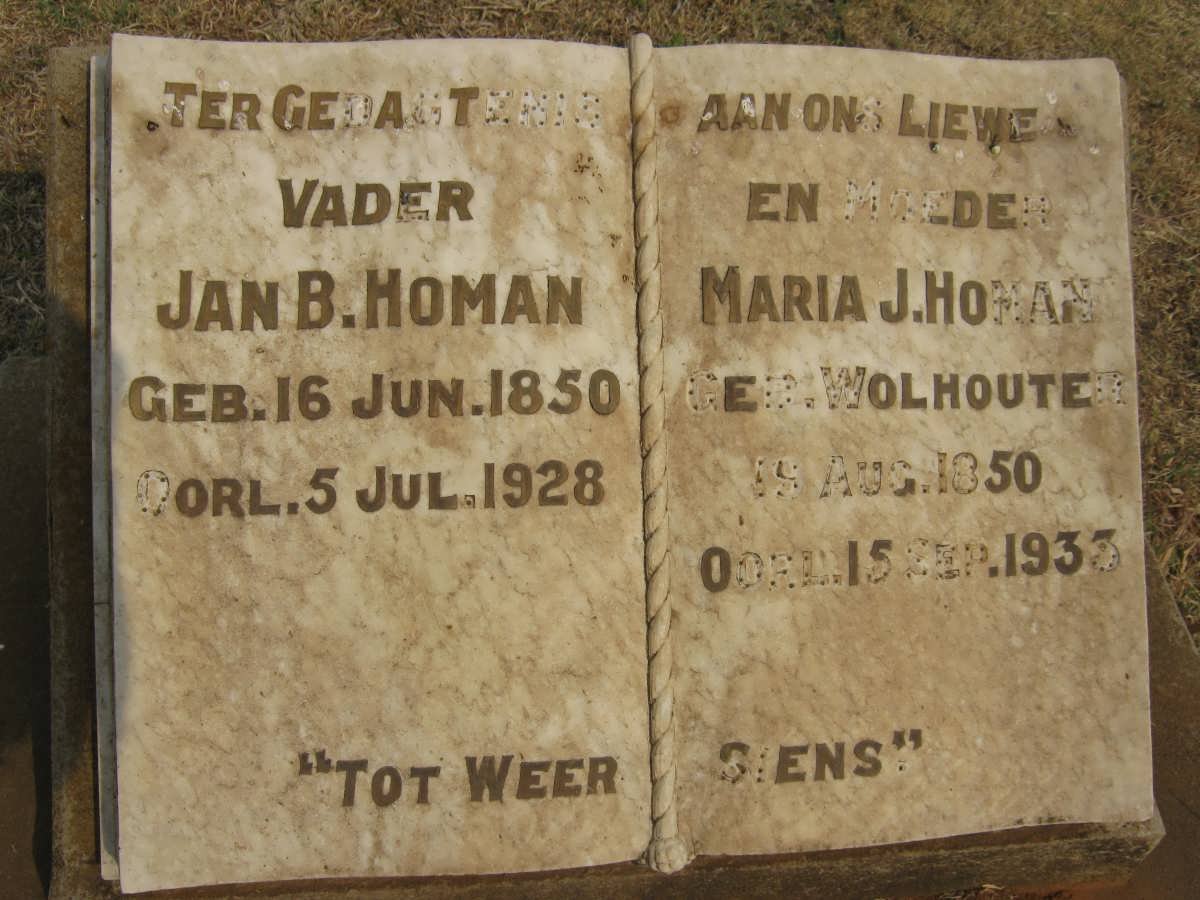 TER GEDAGTENIS AAN ONS LIEWE
VADER EN MOEDER
JAN B. HOMAN
GEB. 16 JUN. 1850
OORL. 5 JUL. 1928
MARIA J. HOMAN
GEB. WOLHOUTER
19 AUG. 1850
OORL. 15 SEP. 1933
"TOT WEER SIENS"